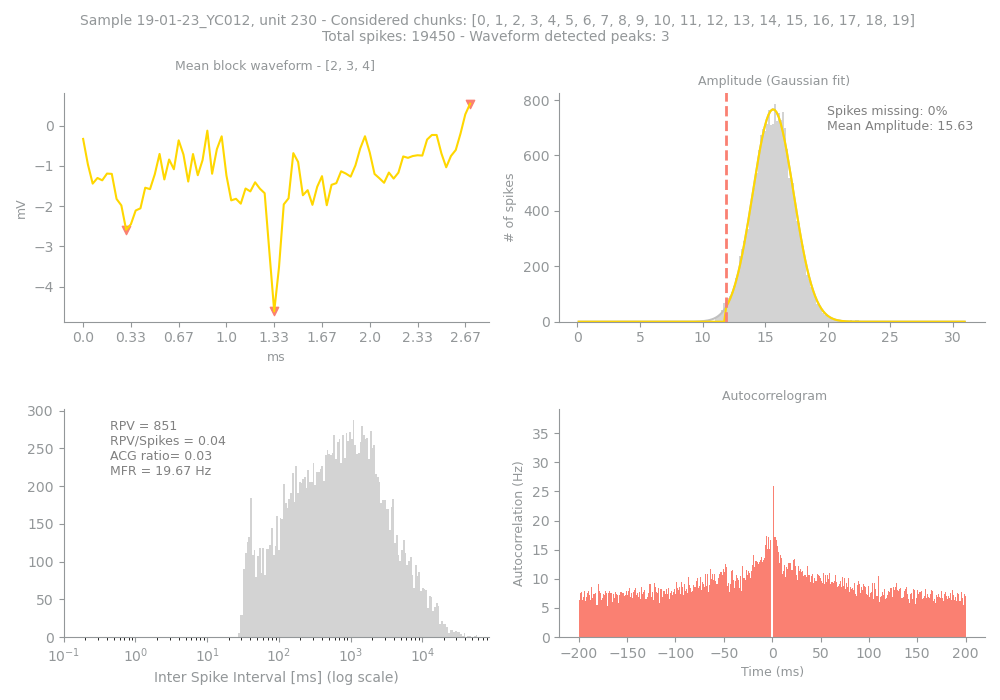 Sample 19-01-23_YC012, unit 230 - Considered chunks: [0, 1, 2, 3, 4, 5, 6, 7, 8, 9, 10, 11, 12, 13, 14, 15, 16, 17, 18, 19]
Total spikes: 19450 - Waveform detected peaks: 3
Mean block waveform - [2, 3, 4]
0
−1
−2
−3
−4
mV
0.0 0.33 0.67 1.0 1.33 1.67 2.0 2.33 2.67
ms
Amplitude (Gaussian fit)
Spikes missing: 0%
Mean Amplitude: 15.63
800
600
400
200
0
# of spikes
0 5 10 15 20 25 30
RPV = 851
RPV/Spikes = 0.04
ACG ratio= 0.03
MFR = 19.67 Hz
300
250
200
150
100
50
0
10⁻¹ 10⁰ 10¹ 10² 10³ 10⁴
Inter Spike Interval [ms] (log scale)
Autocorrelogram
35
30
25
20
15
10
5
0
Autocorrelation (Hz)
−200 −150 −100 −50 0 50 100 150 200
Time (ms)